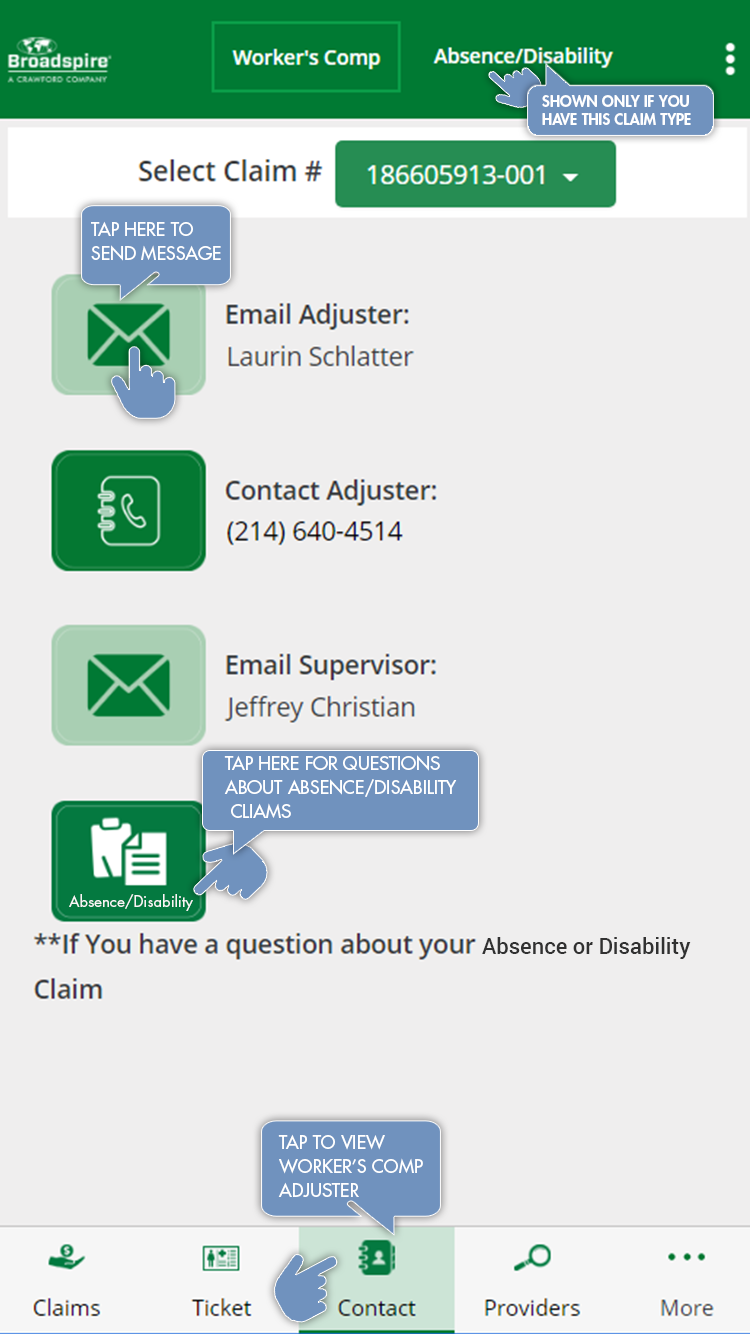 Broadspire®
A CRAWFORD COMPANY
Worker's Comp
Absence/Disability
SHOWN ONLY IF YOU
HAVE THIS CLAIM TYPE
Select Claim #
186605913-001
TAP HERE TO
SEND MESSAGE
Email Adjuster:
Laurin Schlatter
Contact Adjuster:
(214) 640-4514
Email Supervisor:
Jeffrey Christian
TAP HERE FOR QUESTIONS
ABOUT ABSENCE/DISABILITY
CLIAMS
Absence/Disability
**If You have a question about your Absence or Disability
Claim
TAP TO VIEW
WORKER'S COMP
ADJUSTER
Claims
Ticket
Contact
Providers
More